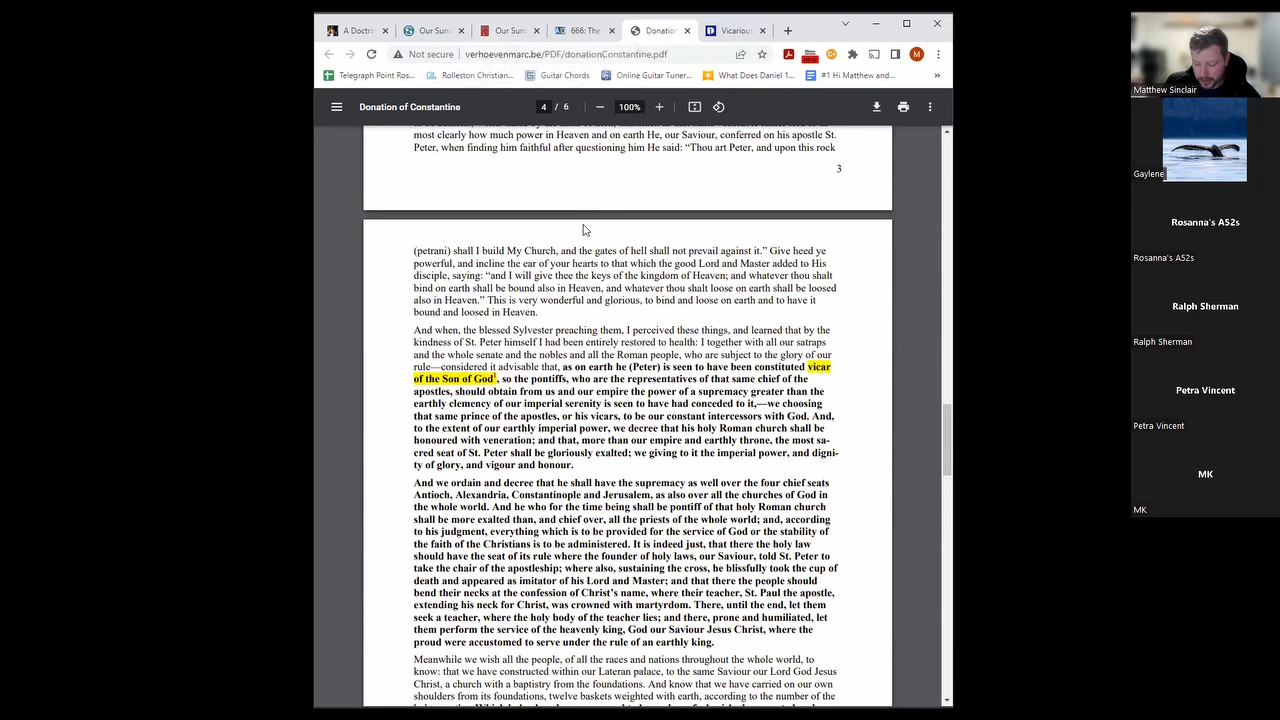 A Doctrin
Our Sund
Our Sund
666: The
Donation
Vicarious
Not secure
verhoevenmarc.be/PDF/donationConstantine.pdf
M
Telegraph Point Ros...
Rolleston Christian...
Guitar Chords
Online Guitar Tuner...
What Does Daniel 1...
#1 Hi Matthew and...
»
Donation of Constantine
4 / 6
100%
most clearly how much power in Heaven and on earth He, our Saviour, conferred on his apostle St.
Peter, when finding him faithful after questioning him He said: “Thou art Peter, and upon this rock
3
(petrani) shall I build My Church, and the gates of hell shall not prevail against it.” Give heed ye
powerful, and incline the ear of your hearts to that which the good Lord and Master added to His
disciple, saying: “and I will give thee the keys of the kingdom of Heaven; and whatever thou shalt
bind on earth shall be bound also in Heaven, and whatever thou shalt loose on earth shall be loosed
also in Heaven.” This is very wonderful and glorious, to bind and loose on earth and to have it
bound and loosed in Heaven.
And when, the blessed Sylvester preaching them, I perceived these things, and learned that by the
kindness of St. Peter himself I had been entirely restored to health: I together with all our satraps
and the whole senate and the nobles and all the Roman people, who are subject to the glory of our
rule—considered it advisable that, as on earth he (Peter) is seen to have been constituted vicar
of the Son of God¹, so the pontiffs, who are the representatives of that same chief of the
apostles, should obtain from us and our empire the power of a supremacy greater than the
earthly clemency of our imperial serenity is seen to have had conceded to it,—we choosing
that same prince of the apostles, or his vicars, to be our constant intercessors with God. And,
to the extent of our earthly imperial power, we decree that his holy Roman church shall be
honoured with veneration; and that, more than our empire and earthly throne, the most sa-
cred seat of St. Peter shall be gloriously exalted; we giving to it the imperial power, and digni-
ty of glory, and vigour and honour.
And we ordain and decree that he shall have the supremacy as well over the four chief seats
Antioch, Alexandria, Constantinople and Jerusalem, as also over all the churches of God in
the whole world. And he who for the time being shall be pontiff of that holy Roman church
shall be more exalted than, and chief over, all the priests of the whole world; and, according
to his judgment, everything which is to be provided for the service of God or the stability of
the faith of the Christians is to be administered. It is indeed just, that there the holy law
should have the seat of its rule where the founder of holy laws, our Saviour, told St. Peter to
take the chair of the apostleship; where also, sustaining the cross, he blissfully took the cup of
death and appeared as imitator of his Lord and Master; and that there the people should
bend their necks at the confession of Christ’s name, where their teacher, St. Paul the apostle,
extending his neck for Christ, was crowned with martyrdom. There, until the end, let them
seek a teacher, where the holy body of the teacher lies; and there, prone and humiliated, let
them perform the service of the heavenly king, God our Saviour Jesus Christ, where the
proud were accustomed to serve under the rule of an earthly king.
Meanwhile we wish all the people, of all the races and nations throughout the whole world, to
know: that we have constructed within our Lateran palace, to the same Saviour our Lord God Jesus
Christ, a church with a baptistry from the foundations. And know that we have carried on our own
shoulders from its foundations, twelve baskets weighted with earth, according to the number of the
Matthew Sinclair
Gaylene
Rosanna's A52s
Rosanna's A52s
Ralph Sherman
Ralph Sherman
Petra Vincent
Petra Vincent
MK
MK